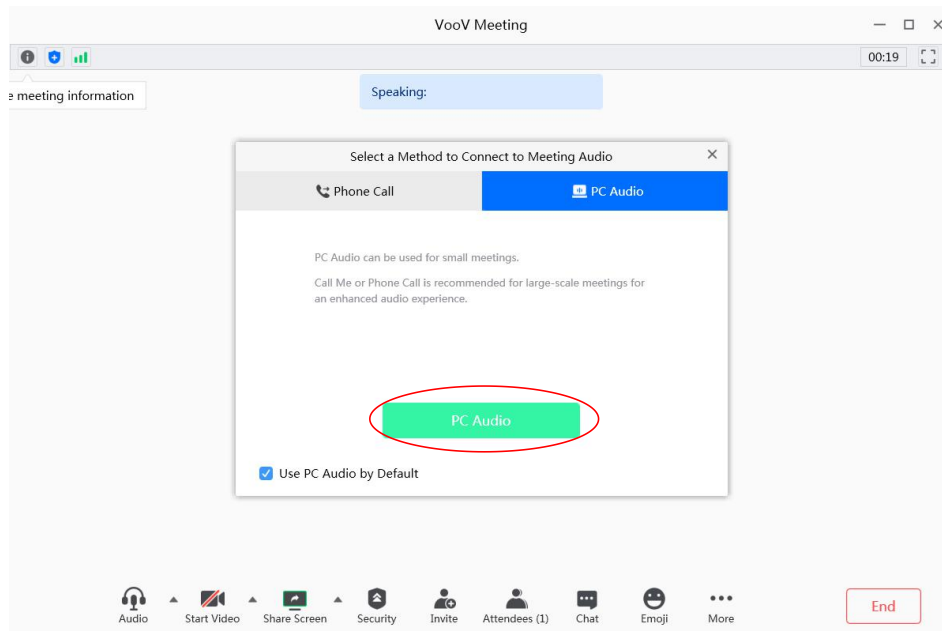 VooV Meeting
00:19
e meeting information
Speaking:
Select a Method to Connect to Meeting Audio
Phone Call
PC Audio
PC Audio can be used for small meetings.
Call Me or Phone Call is recommended for large-scale meetings for
an enhanced audio experience.
PC Audio
Use PC Audio by Default
Audio
Start Video
Share Screen
Security
Invite
Attendees (1)
Chat
Emoji
More
End